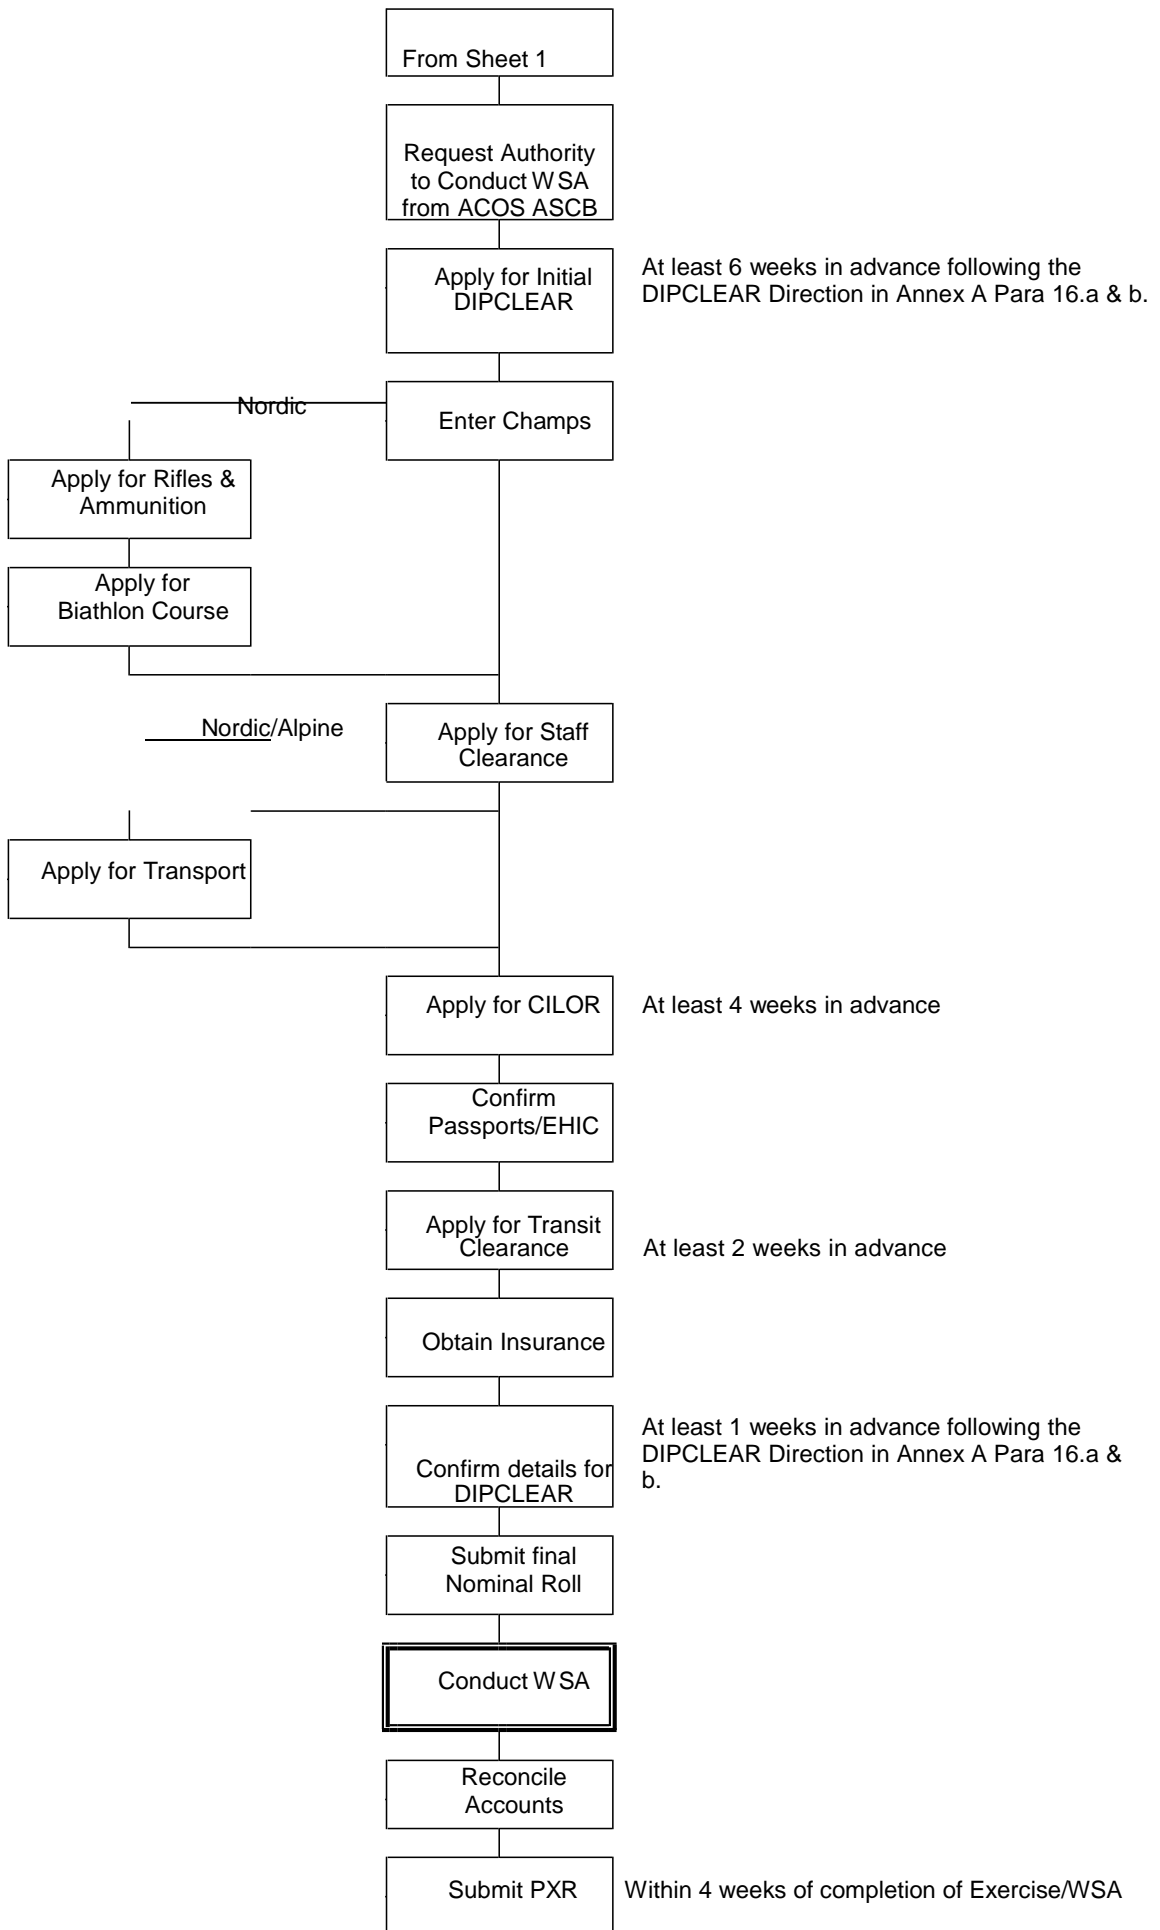 From Sheet 1
Request Authority
to Conduct WSA
from ACOS ASCB
Apply for Initial
DIPCLEAR
At least 6 weeks in advance following the
DIPCLEAR Direction in Annex A Para 16.a & b.
Nordic
Enter Champs
Apply for Rifles &
Ammunition
Apply for
Biathlon Course
Nordic/Alpine
Apply for Staff
Clearance
Apply for Transport
Apply for CILOR
At least 4 weeks in advance
Confirm
Passports/EHIC
Apply for Transit
Clearance
At least 2 weeks in advance
Obtain Insurance
Confirm details for
DIPCLEAR
At least 1 weeks in advance following the
DIPCLEAR Direction in Annex A Para 16.a &
b.
Submit final
Nominal Roll
Conduct WSA
Reconcile
Accounts
Submit PXR
Within 4 weeks of completion of Exercise/WSA